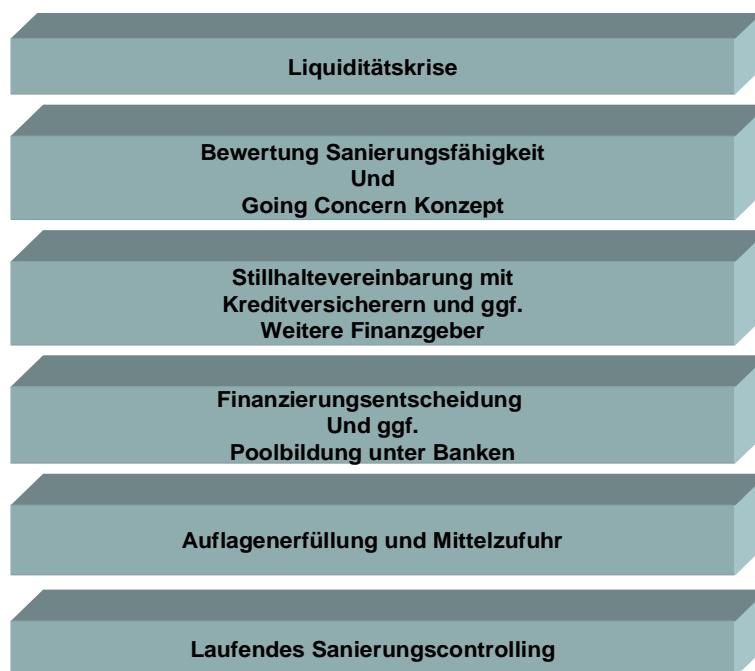 Liquiditätskrise
Bewertung Sanierungsfähigkeit
Und
Going Concern Konzept
Stillhaltevereinbarung mit
Kreditversicherern und ggf.
Weitere Finanzgeber
Finanzierungsentscheidung
Und ggf.
Poolbildung unter Banken
Auflagenerfüllung und Mittelzufuhr
Laufendes Sanierungscontrolling